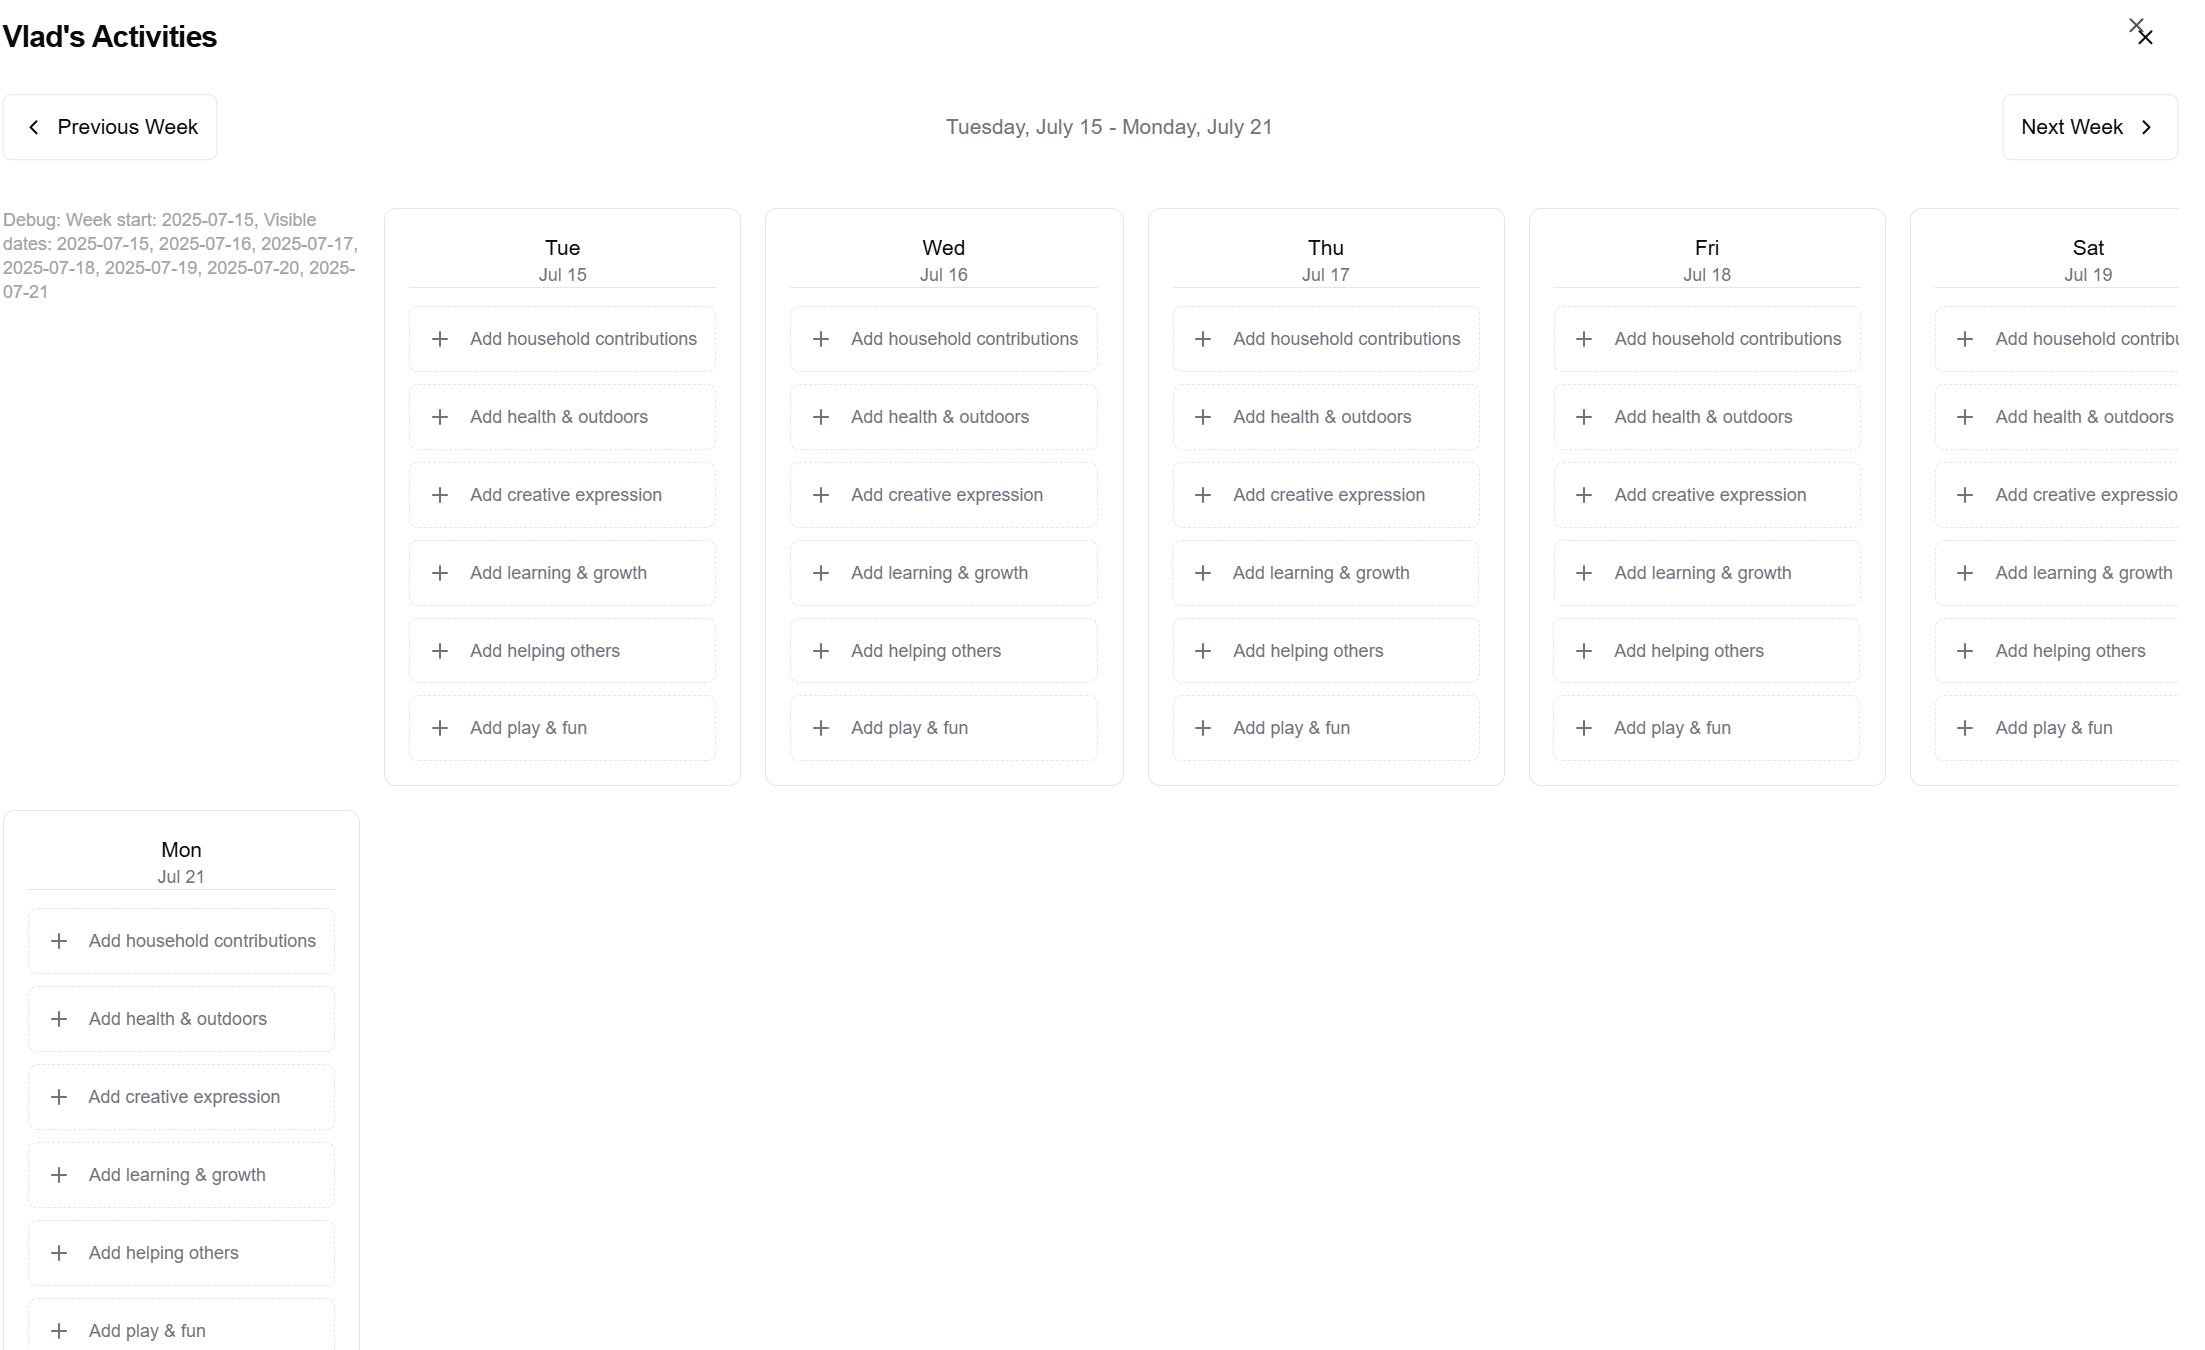 Vlad's Activities
Previous Week
Tuesday, July 15 - Monday, July 21
Next Week
Debug: Week start: 2025-07-15, Visible
dates: 2025-07-15, 2025-07-16, 2025-07-17,
2025-07-18, 2025-07-19, 2025-07-20, 2025-
07-21
Tue
Jul 15
Add household contributions
Add health & outdoors
Add creative expression
Add learning & growth
Add helping others
Add play & fun
Wed
Jul 16
Add household contributions
Add health & outdoors
Add creative expression
Add learning & growth
Add helping others
Add play & fun
Thu
Jul 17
Add household contributions
Add health & outdoors
Add creative expression
Add learning & growth
Add helping others
Add play & fun
Fri
Jul 18
Add household contributions
Add health & outdoors
Add creative expression
Add learning & growth
Add helping others
Add play & fun
Sat
Jul 19
Add household contribu
Add health & outdoors
Add creative expressio
Add learning & growth
Add helping others
Add play & fun
Mon
Jul 21
Add household contributions
Add health & outdoors
Add creative expression
Add learning & growth
Add helping others
Add play & fun